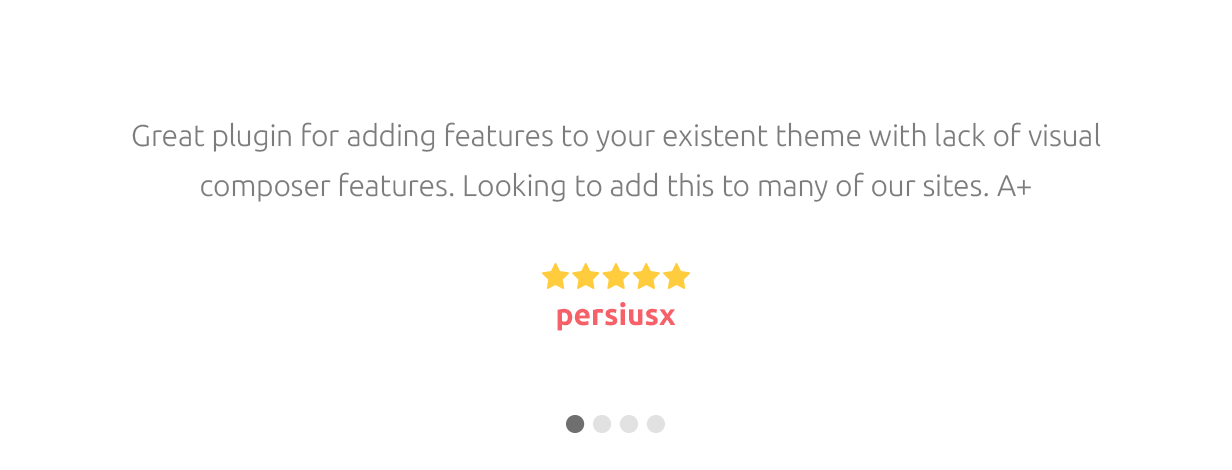 Great plugin for adding features to your existent theme with lack of visual
composer features. Looking to add this to many of our sites. A+
persiusx